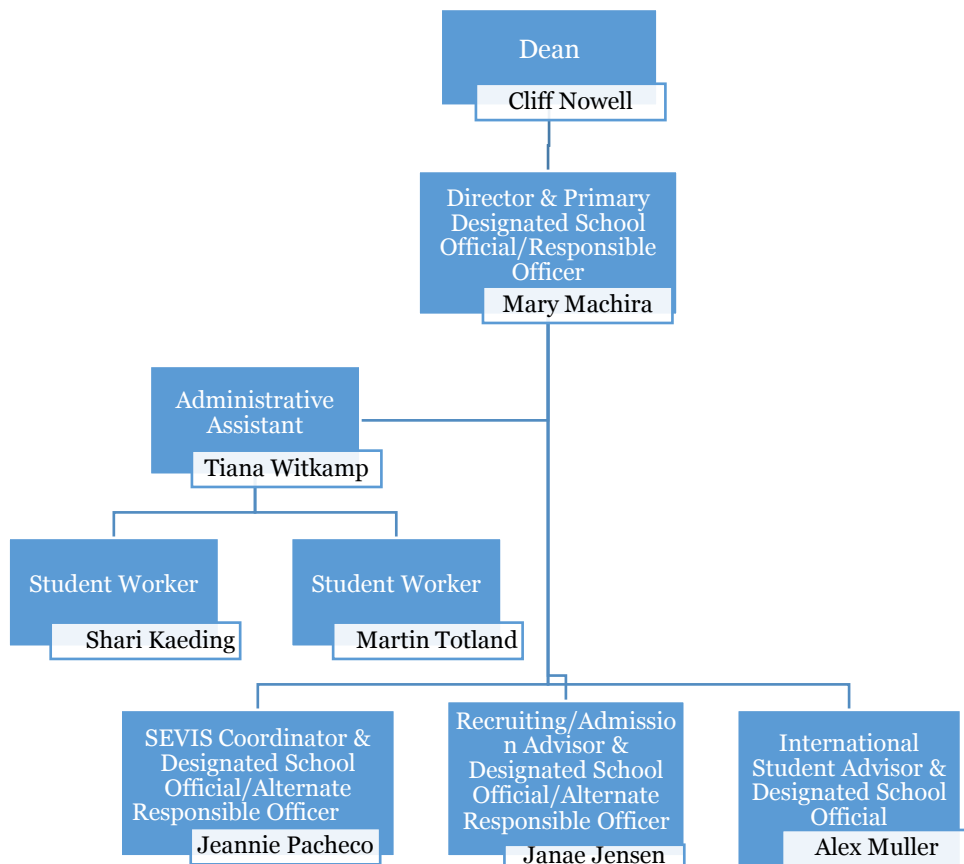 Dean
Cliff Nowell
Director & Primary
Designated School
Official/Responsible
Officer
Mary Machira
Administrative
Assistant
Tiana Witkamp
Student Worker
Shari Kaeding
Student Worker
Martin Totland
SEVIS Coordinator &
Designated School
Official/Alternate
Responsible Officer
Jeannie Pacheco
Recruiting/Admissio
n Advisor &
Designated School
Official/Alternate
Responsible Officer
Janae Jensen
International
Student Advisor &
Designated School
Official
Alex Muller